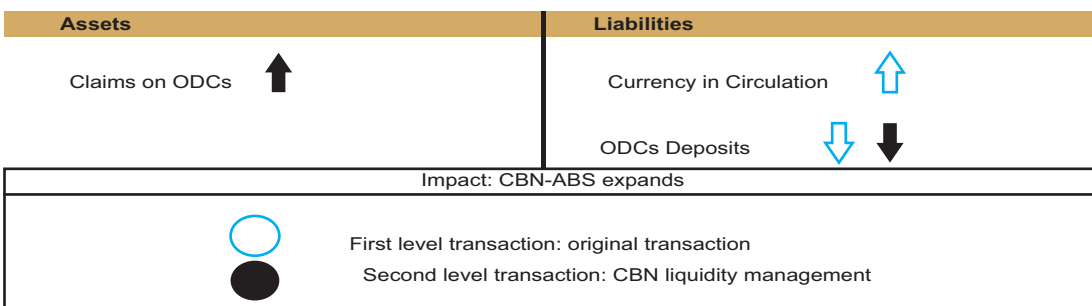 Assets
Liabilities
Claims on ODCs
Currency in Circulation
ODCs Deposits
Impact: CBN-ABS expands
First level transaction: original transaction
Second level transaction: CBN liquidity management